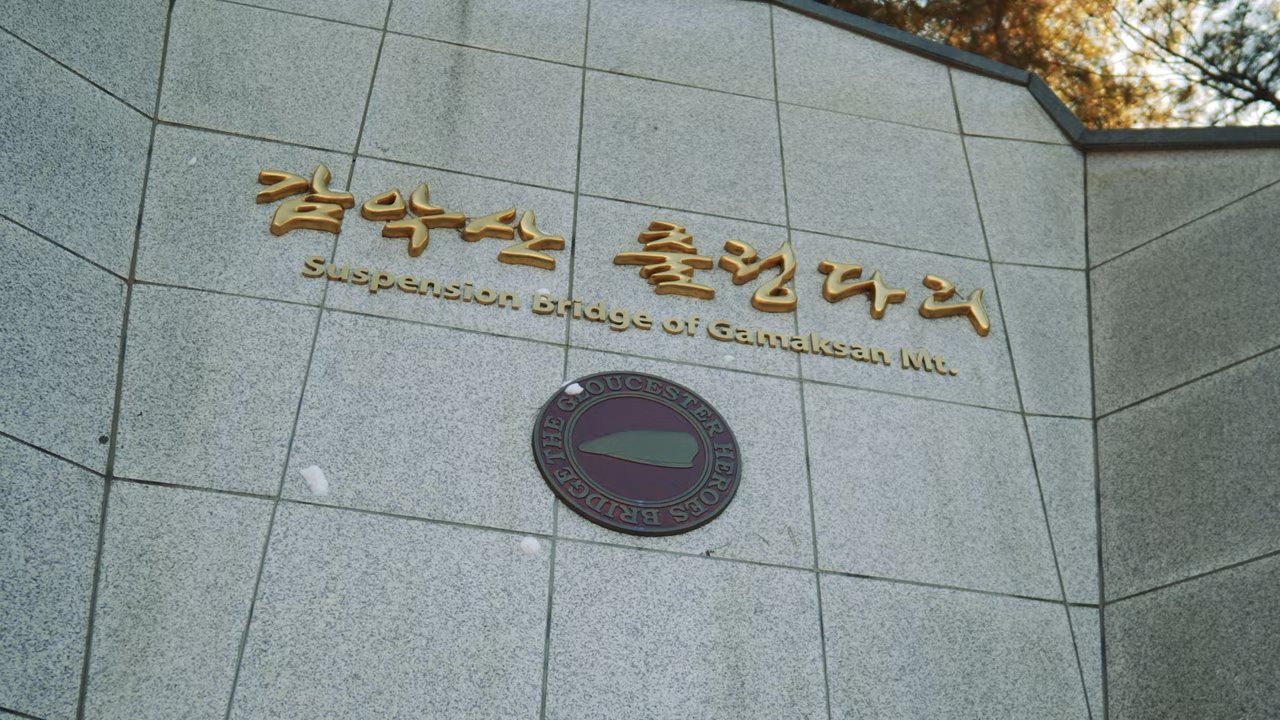 감악산 출렁다리
Suspension Bridge of Gamaksan Mt.
THE GLOUCESTER HEROES BRIDGE